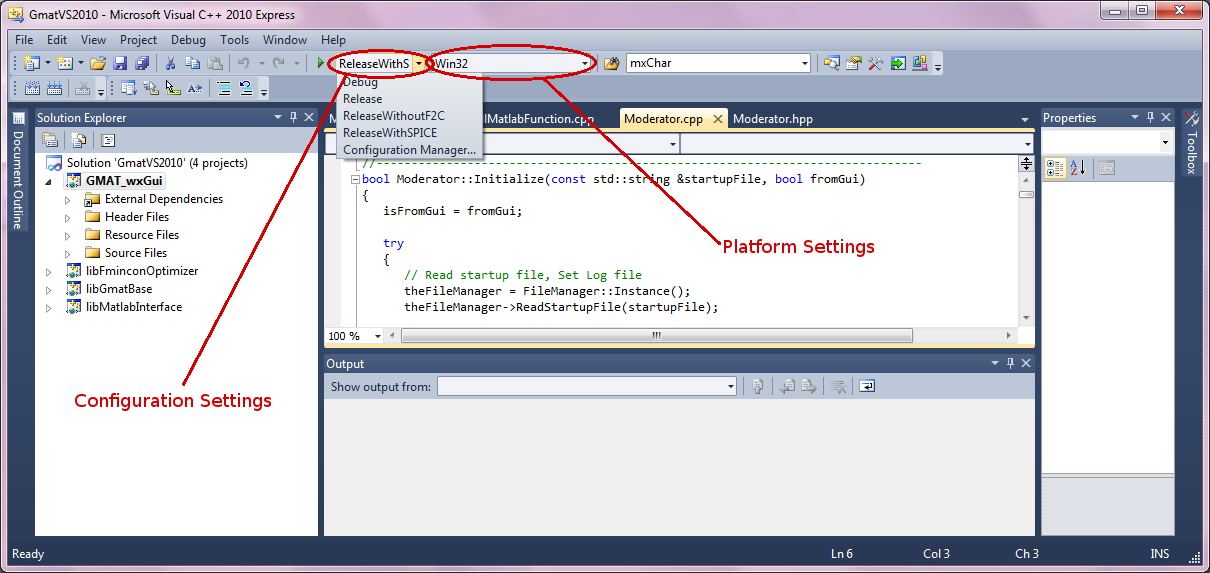 GmatVS2010 - Microsoft Visual C++ 2010 Express
File Edit View Project Debug Tools Window Help
ReleaseWithS Win32 mxChar
Debug
Release
ReleaseWithoutF2C
ReleaseWithSPICE
Configuration Manager...
Document Outline
Solution Explorer
Solution 'GmatVS2010' (4 projects)
GMAT_wxGui
External Dependencies
Header Files
Resource Files
Source Files
libFminconOptimizer
libGmatBase
libMatlabInterface
lMatlabFunction.cpp Moderator.cpp Moderator.hpp
//------------------------------------------------------------------------------
bool Moderator::Initialize(const std::string &startupFile, bool fromGui)
{
isFromGui = fromGui;
try
{
// Read startup file, Set Log file
theFileManager = FileManager::Instance();
theFileManager->ReadStartupFile(startupFile);
100 %
Platform Settings
Configuration Settings
Output
Show output from:
Properties
Toolbox
Ready Ln 6 Col 3 Ch 3 INS